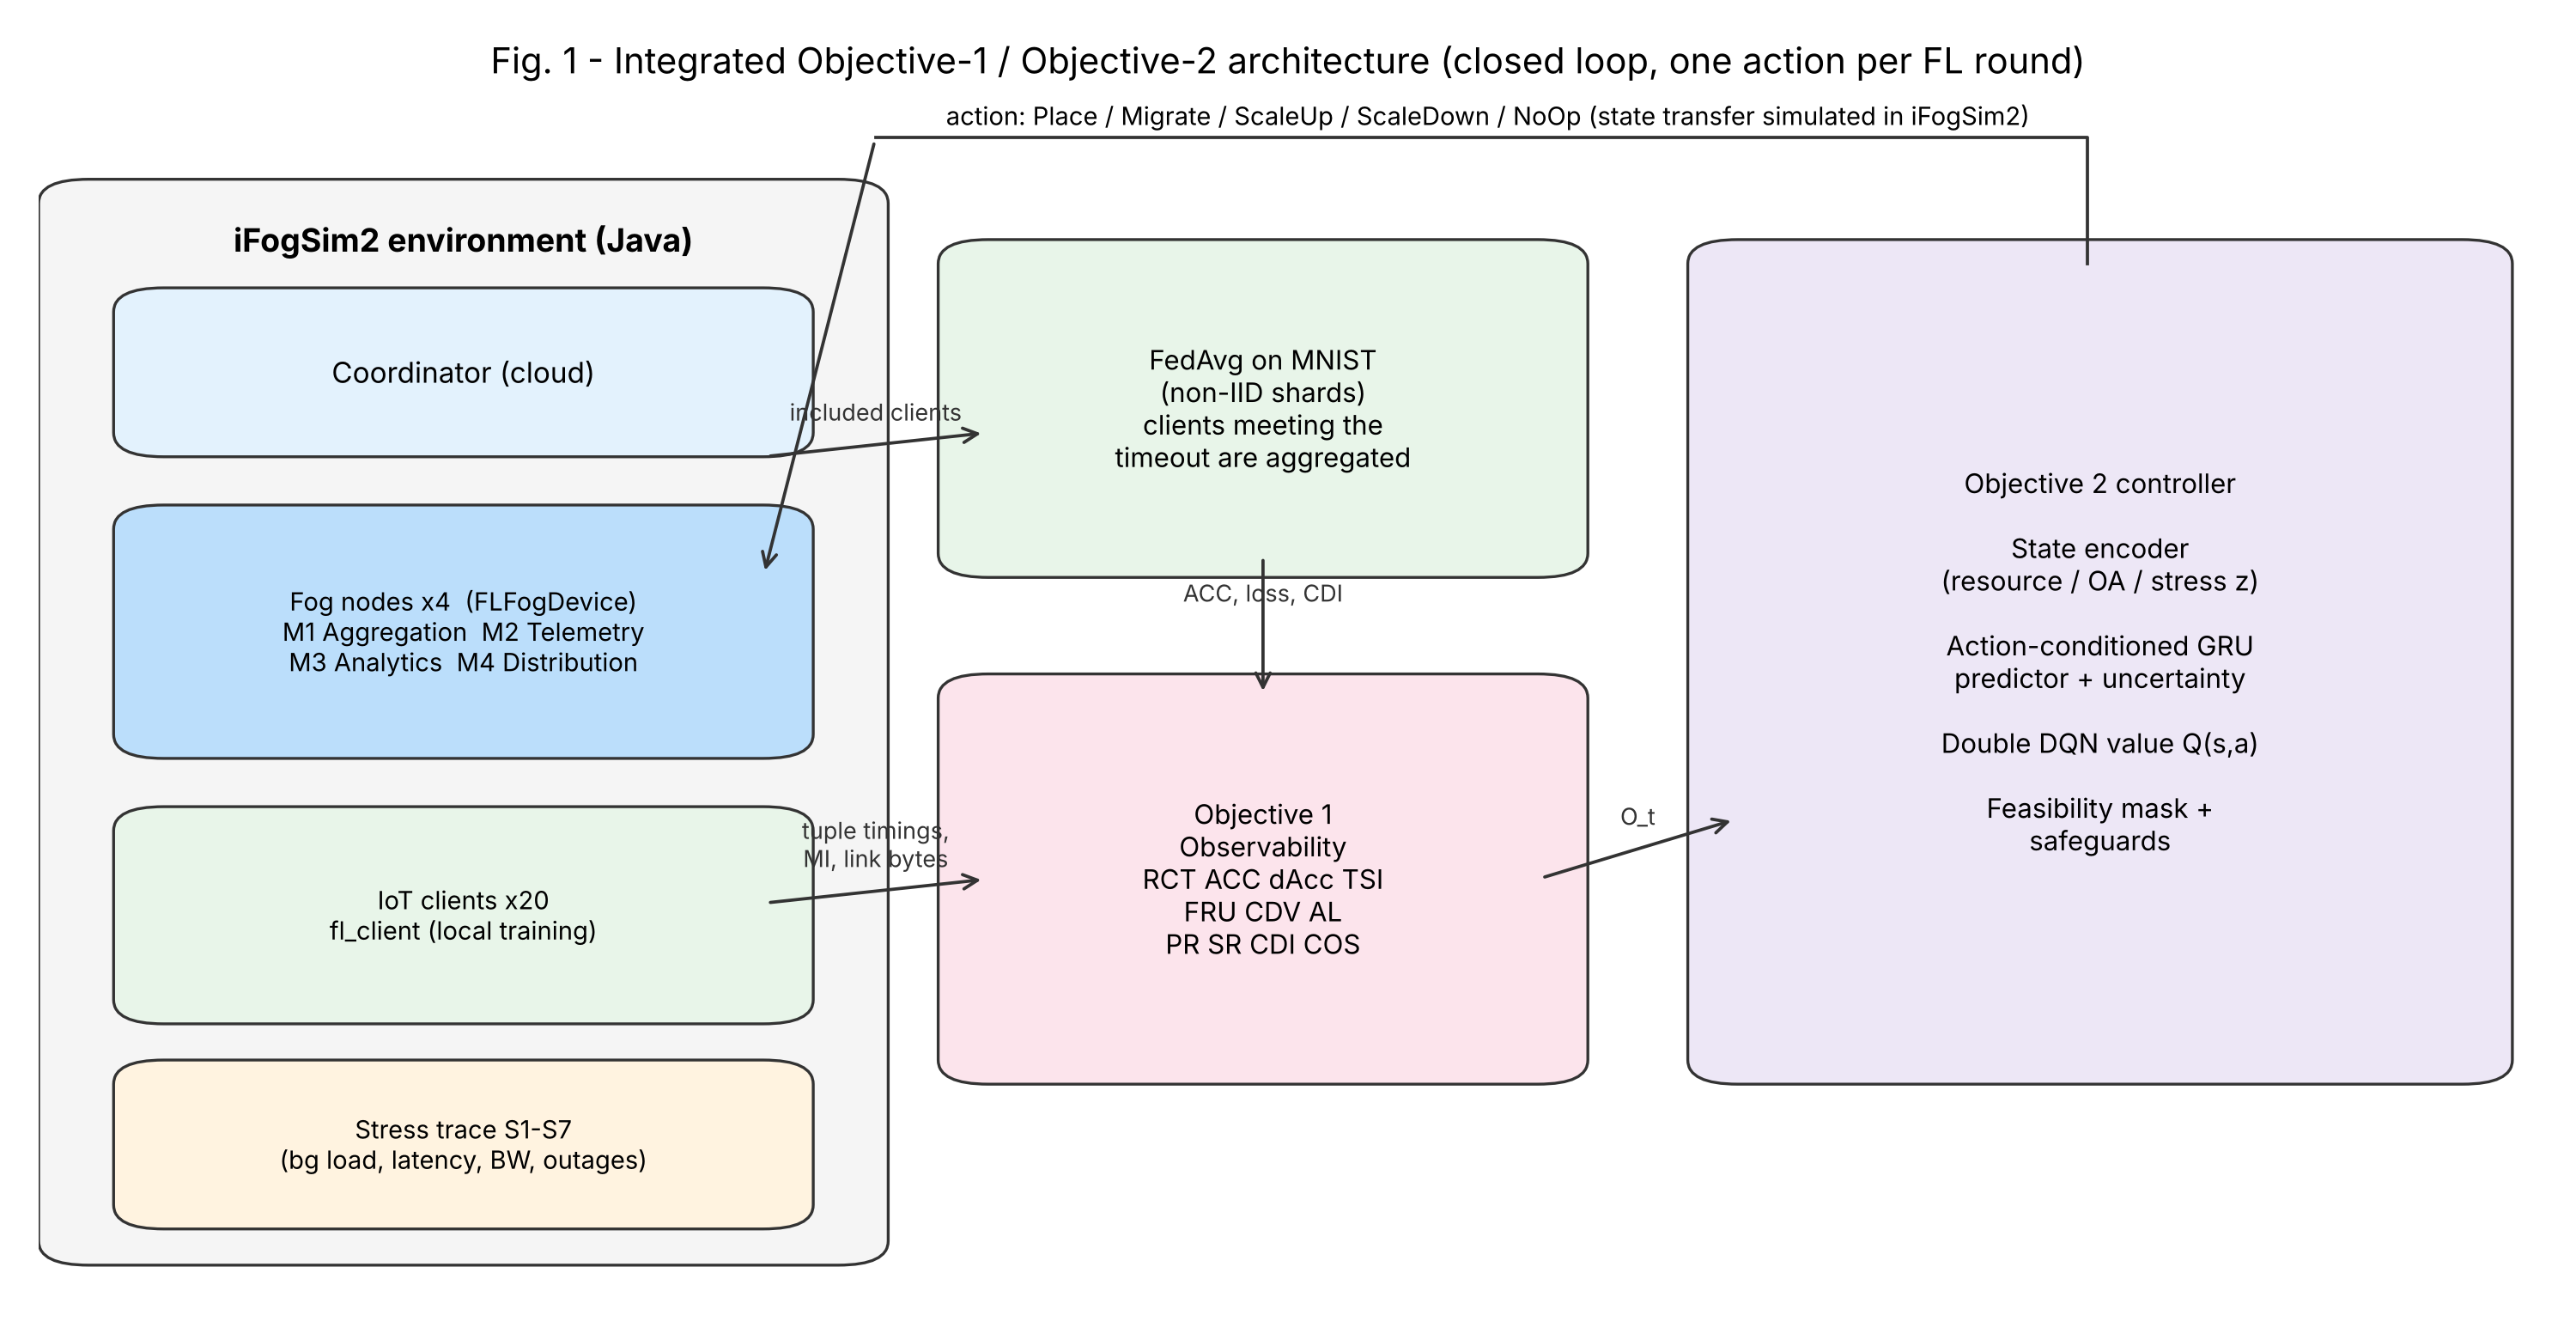 Fig. 1 - Integrated Objective-1 / Objective-2 architecture (closed loop, one action per FL round)
action: Place / Migrate / ScaleUp / ScaleDown / NoOp (state transfer simulated in iFogSim2)
iFogSim2 environment (Java)
Coordinator (cloud)
included clients
Fog nodes x4  (FLFogDevice)
M1 Aggregation  M2 Telemetry
M3 Analytics  M4 Distribution
IoT clients x20
fl_client (local training)
tuple timings,
MI, link bytes
Stress trace S1-S7
(bg load, latency, BW, outages)
FedAvg on MNIST
(non-IID shards)
clients meeting the
timeout are aggregated
ACC, loss, CDI
Objective 1
Observability
RCT ACC dAcc TSI
FRU CDV AL
PR SR CDI COS
O_t
Objective 2 controller
State encoder
(resource / OA / stress z)
Action-conditioned GRU
predictor + uncertainty
Double DQN value Q(s,a)
Feasibility mask +
safeguards